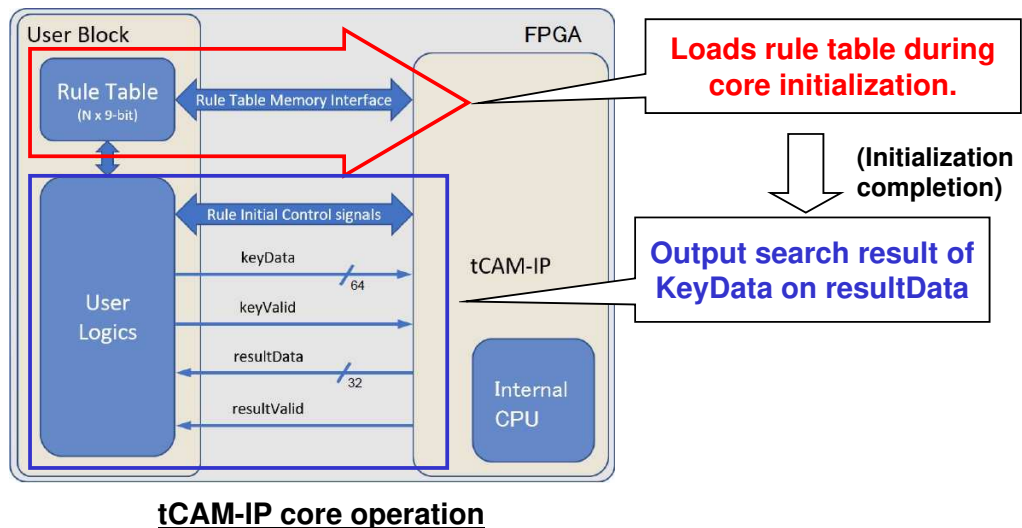 User Block
FPGA
Rule Table
(N x 9-bit)
Rule Table Memory Interface
Loads rule table during
core initialization.
(Initialization
completion)
Rule Initial Control signals
keyData
64
keyValid
resultData
32
resultValid
User
Logics
tCAM-IP
Internal
CPU
Output search result of
KeyData on resultData
tCAM-IP core operation